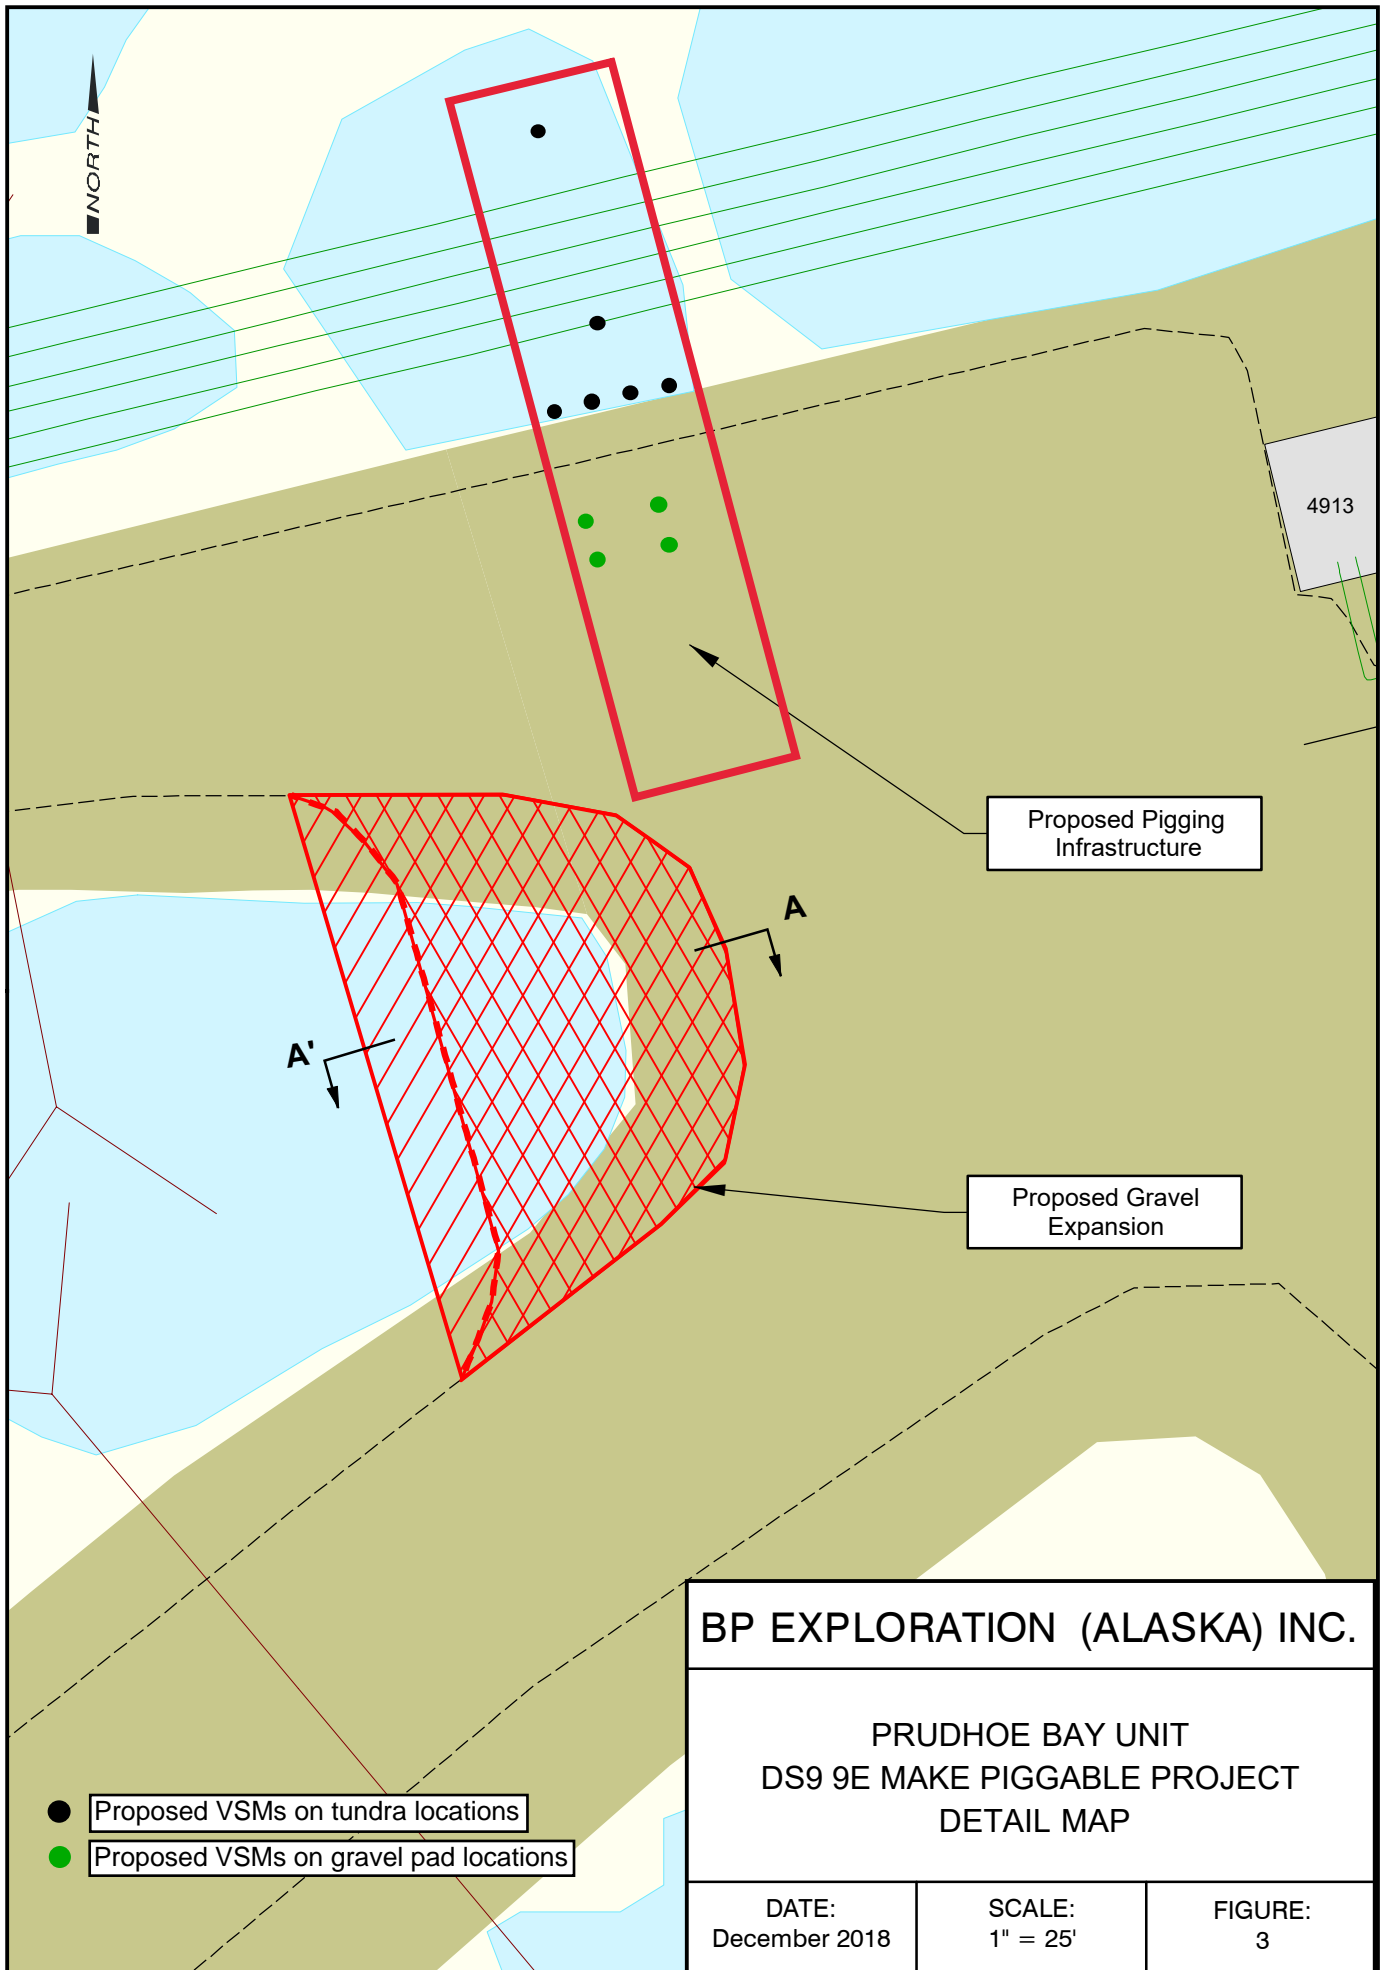 NORTH
4913
Proposed Pigging
Infrastructure
A
A'
Proposed Gravel
Expansion
Proposed VSMs on tundra locations
Proposed VSMs on gravel pad locations
BP EXPLORATION (ALASKA) INC.
PRUDHOE BAY UNIT
DS9 9E MAKE PIGGABLE PROJECT
DETAIL MAP
DATE:
December 2018
SCALE:
1" = 25'
FIGURE:
3